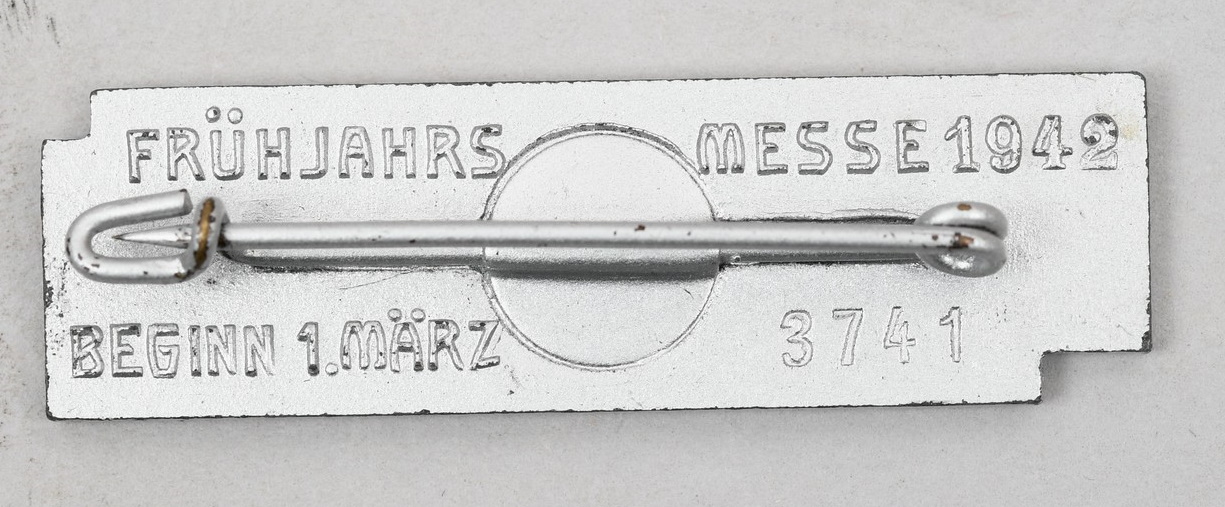 FRÜHJAHRS MESSE 1942
BEGINN 1. MÄRZ 3741